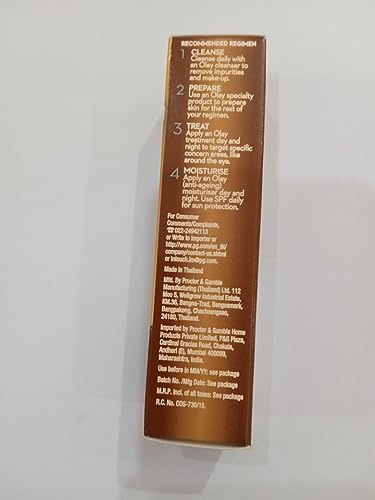 RECOMMENDED REGIMEN
1 CLEANSE
Cleanse daily with
an Olay cleanser to
remove impurities
and make-up.
2 PREPARE
Use an Olay specialty
product to prepare
skin for the rest of
your regimen.
3 TREAT
Apply an Olay
treatment day and
night to target specific
concern areas, like
around the eye.
4 MOISTURISE
Apply an Olay
(anti-ageing)
moisturiser day and
night. Use SPF daily
for sun protection.
For Consumer
Comments/Complaints,
☎022-24942113
or Write to Importer or
http://www.pg.com/en_IN/
company/contact-us.shtml
or intouch.im@pg.com.
Made in Thailand
Mfd. By Procter & Gamble
Manufacturing (Thailand) Ltd. 112
Moo 5, Wellgrow Industrial Estate,
KM.36, Bangna-Trad, Bangsamark,
Bangpakong, Chachoengsao,
24180, Thailand.
Imported by Procter & Gamble Home
Products Private Limited, P&G Plaza,
Cardinal Gracias Road, Chakala,
Andheri (E), Mumbai 400099,
Maharashtra, India.
Use before in MM/YY: see package
Batch No. /Mfg Date: See package
M.R.P. Incl. of all taxes: See package
R.C. No. COS-730/15.